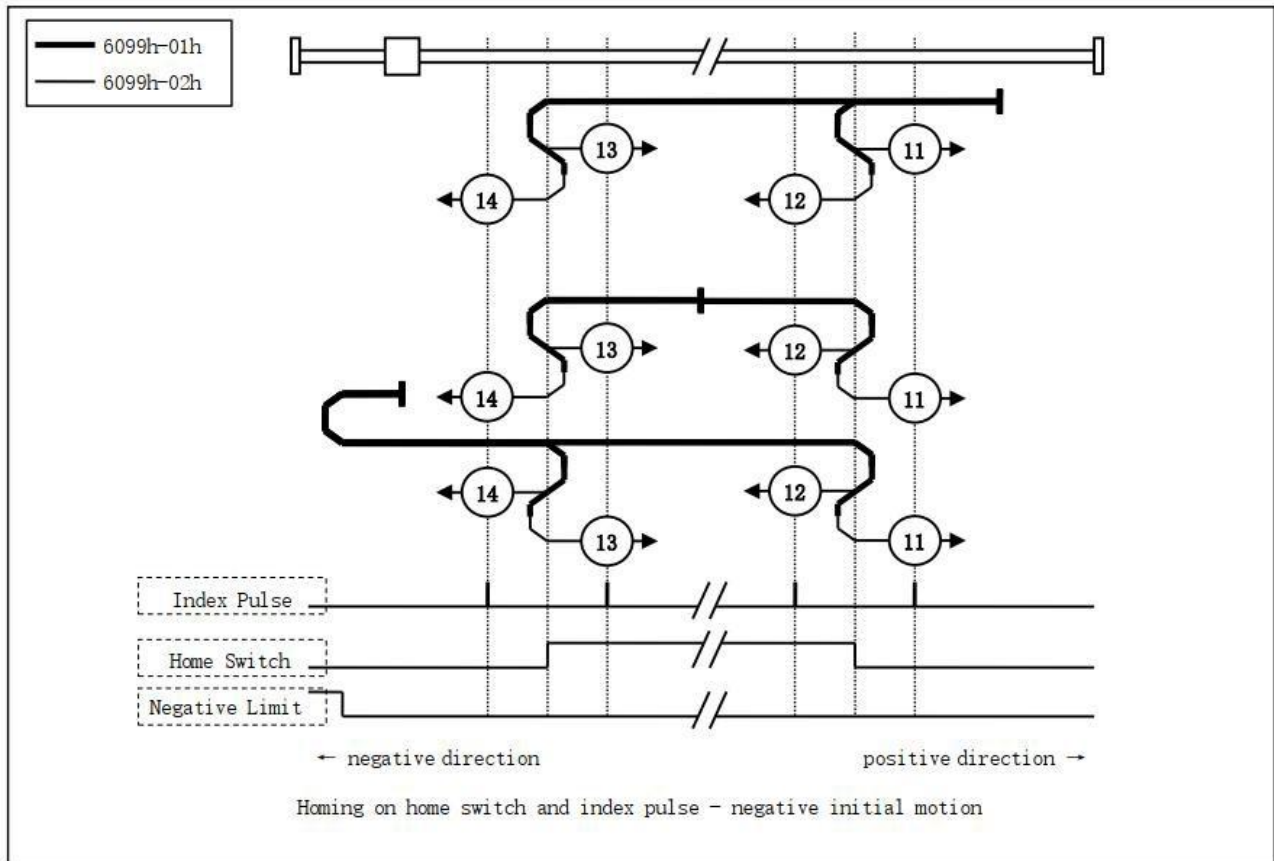 6099h-01h
6099h-02h
13
11
14
12
13
12
14
11
14
12
13
11
Index Pulse
Home Switch
Negative Limit
← negative direction
positive direction →
Homing on home switch and index pulse - negative initial motion